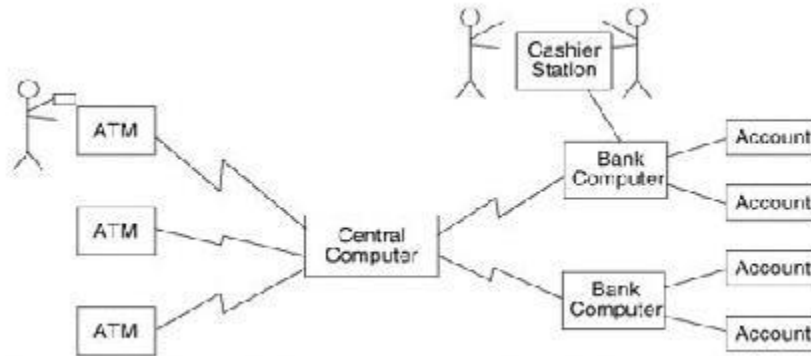 Cashier
Station
ATM
Account
Bank
Computer
Account
ATM
Central
Computer
Account
Bank
Computer
ATM
Account